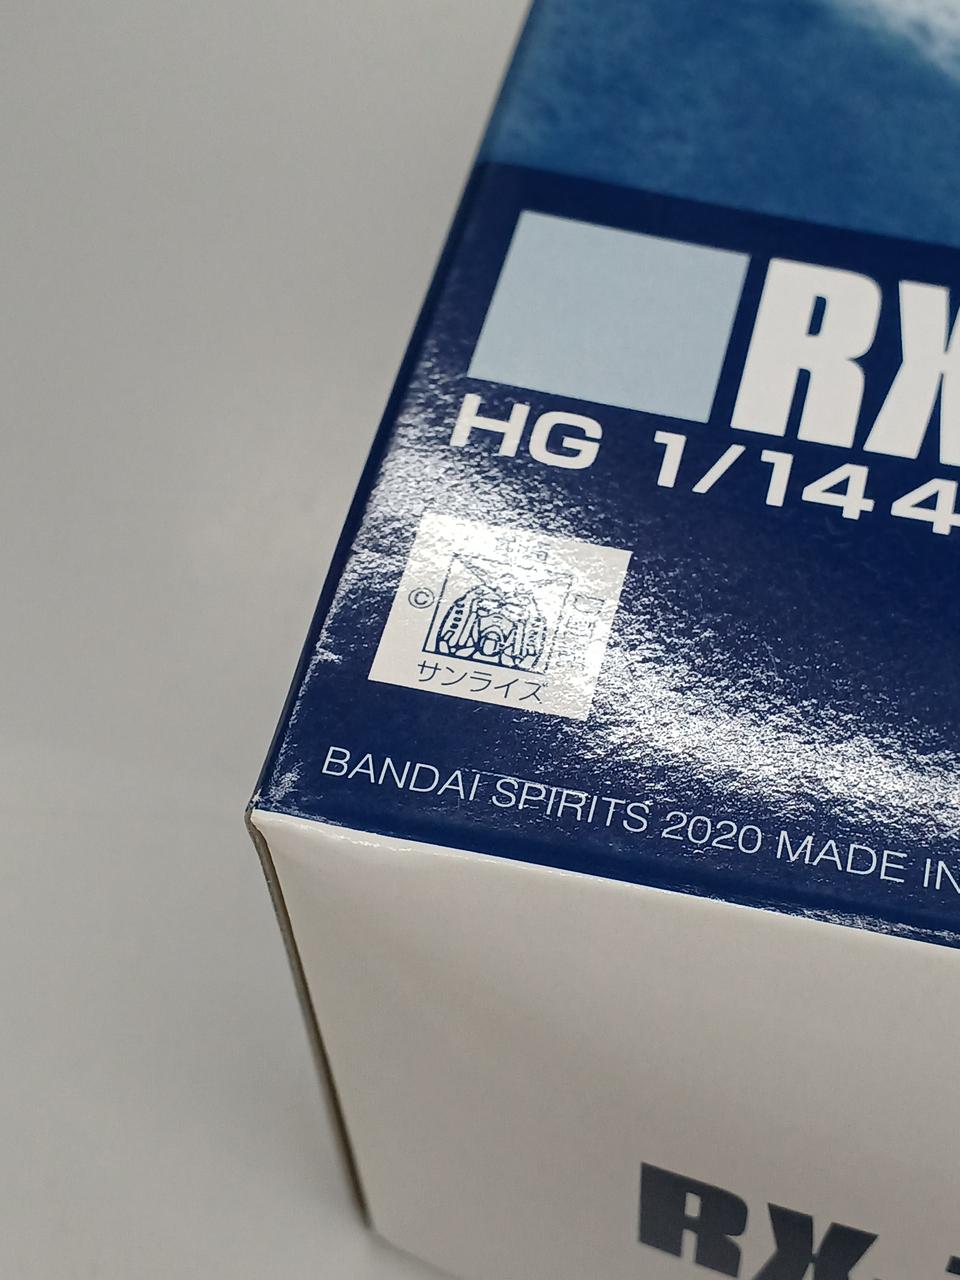 RX
HG 1/144
©
サンライズ
BANDAI SPIRITS 2020 MADE IN
RX